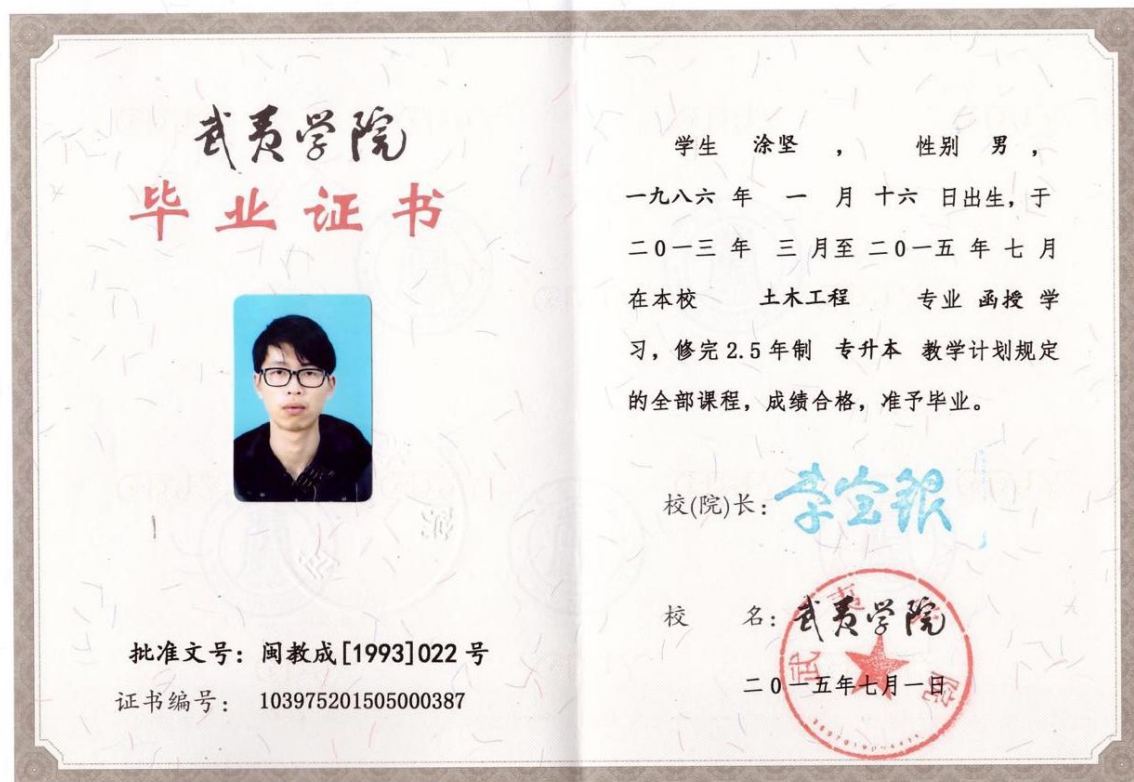 武夷学院
毕业证书
批准文号：闽教成[1993]022 号
证书编号： 103975201505000387
学生 涂坚 ， 性别 男 ，
一九八六 年 一 月 十六 日出生，于
二0一三 年 三 月至 二0一五 年 七 月
在本校 土木工程 专业 函授 学
习，修完 2.5 年制 专升本 教学计划规定
的全部课程，成绩合格，准予毕业。
校(院)长：李宝银
校 名：武夷学院
二0一五年七月一日
武夷学院